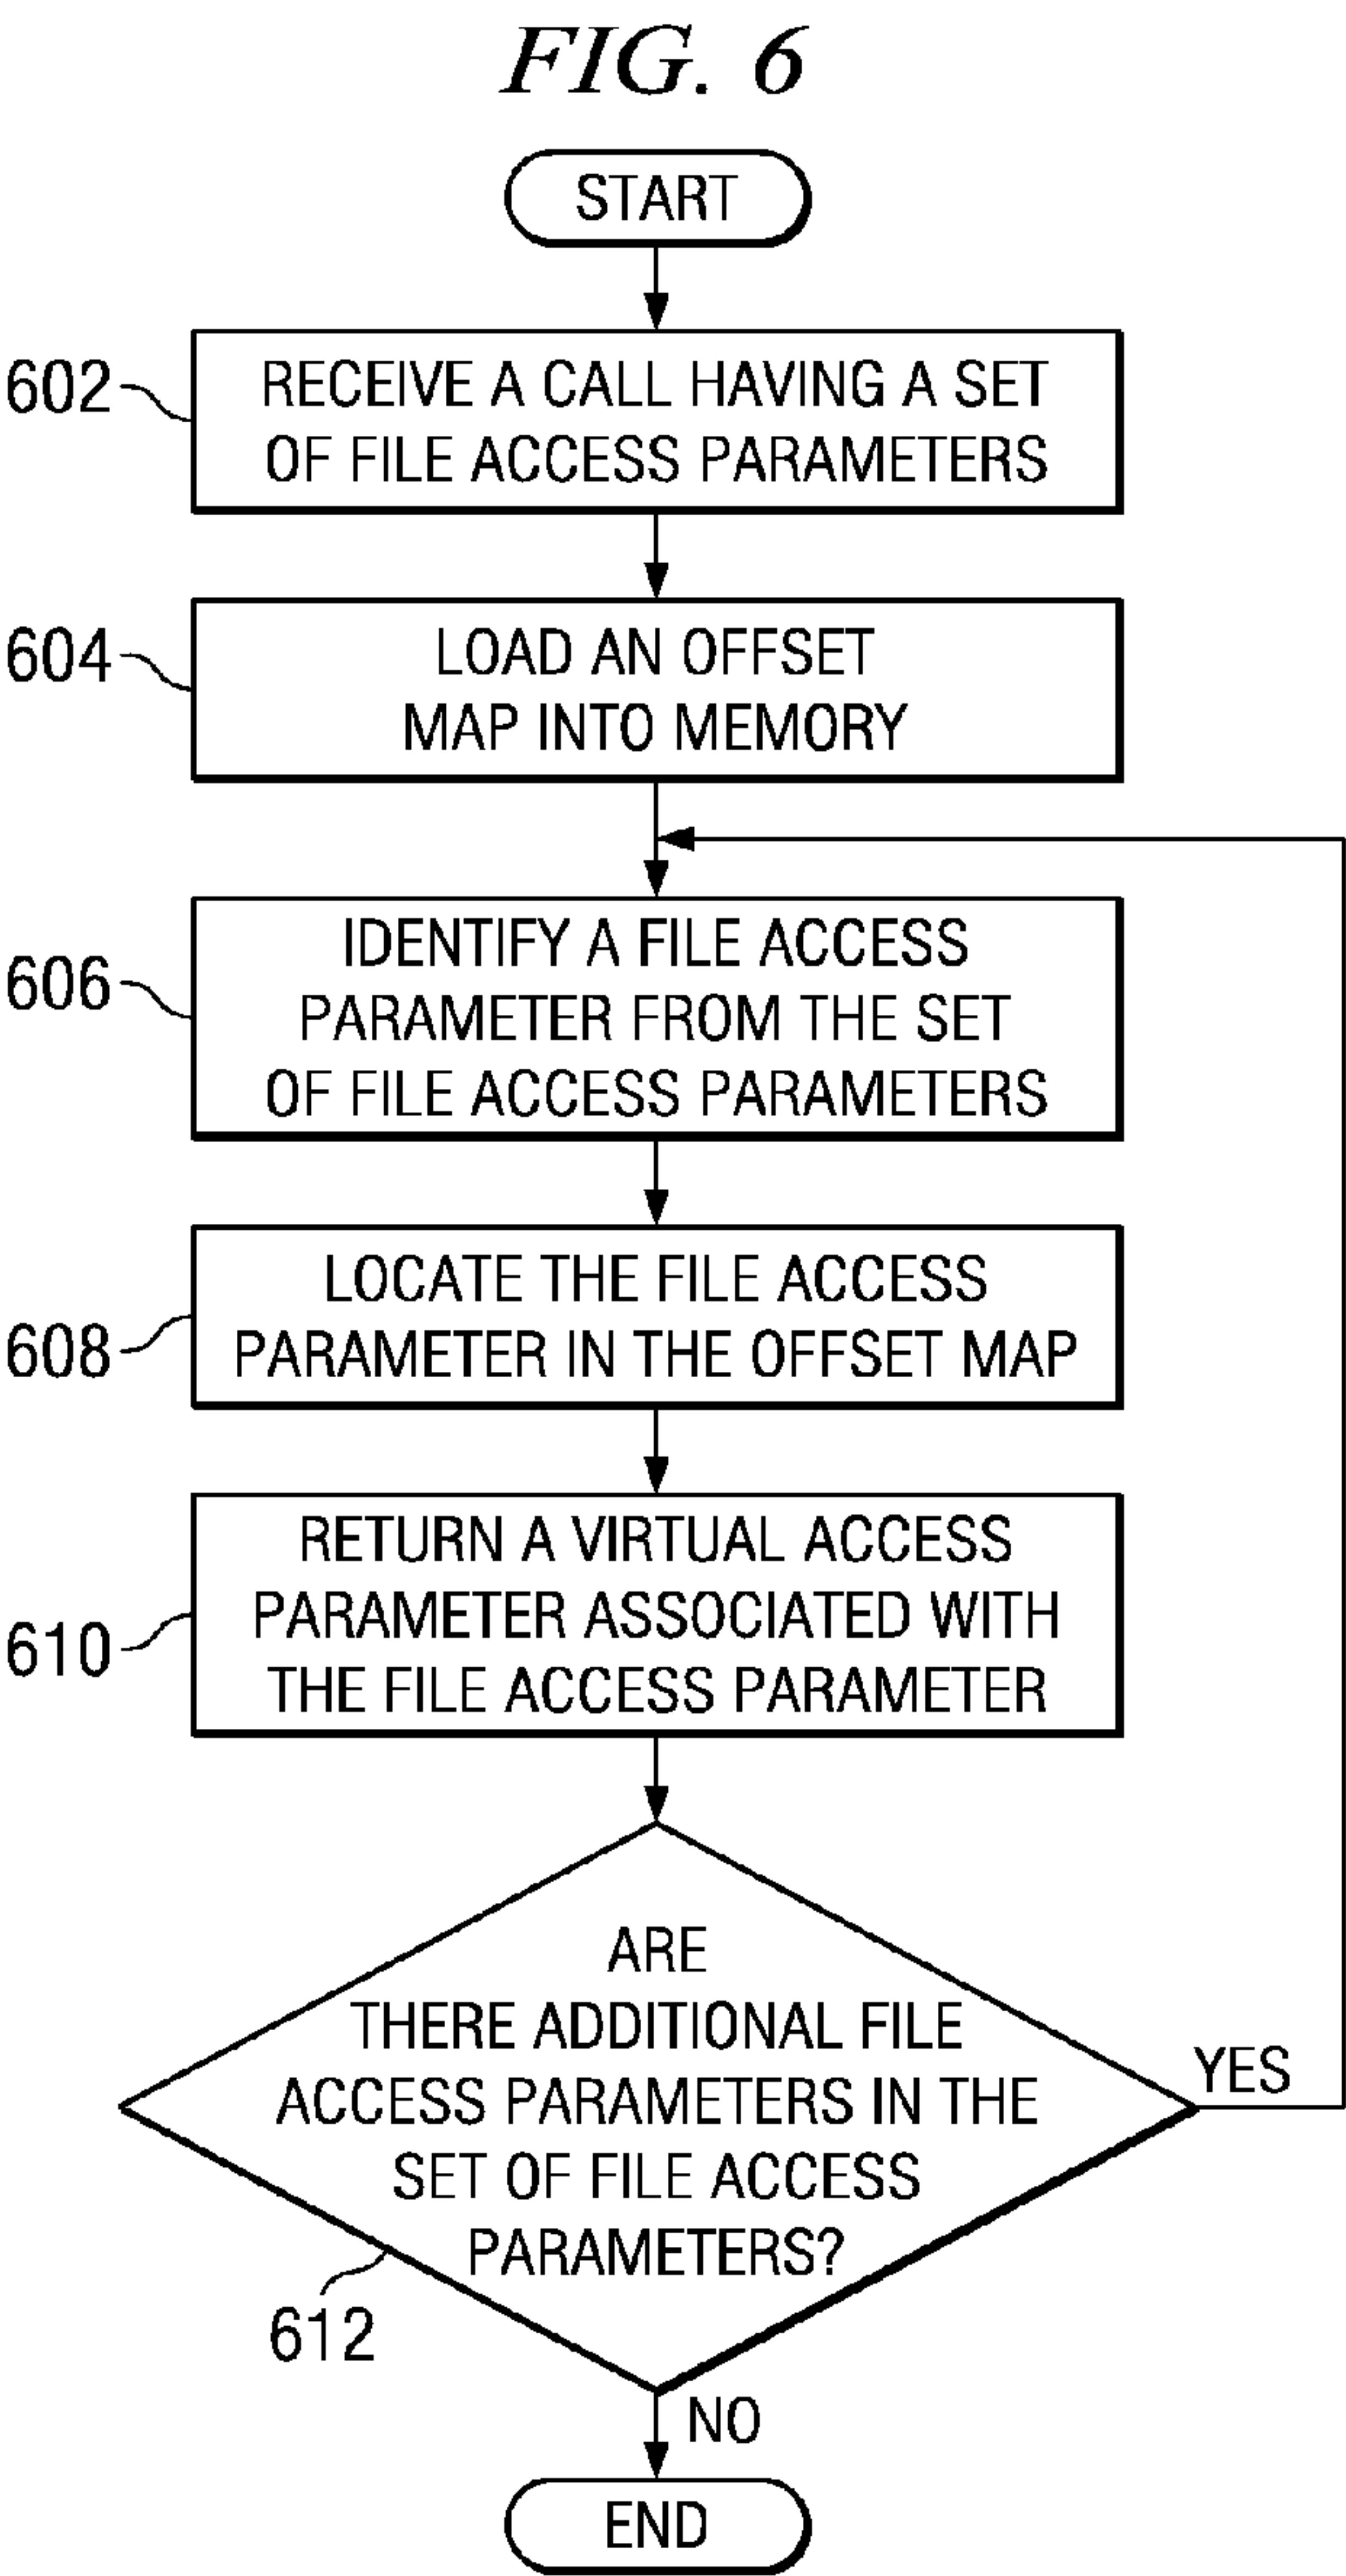 FIG. 6
START
602
RECEIVE A CALL HAVING A SET
OF FILE ACCESS PARAMETERS
604
LOAD AN OFFSET
MAP INTO MEMORY
606
IDENTIFY A FILE ACCESS
PARAMETER FROM THE SET
OF FILE ACCESS PARAMETERS
608
LOCATE THE FILE ACCESS
PARAMETER IN THE OFFSET MAP
610
RETURN A VIRTUAL ACCESS
PARAMETER ASSOCIATED WITH
THE FILE ACCESS PARAMETER
ARE
THERE ADDITIONAL FILE
ACCESS PARAMETERS IN THE
SET OF FILE ACCESS
PARAMETERS?
YES
612
NO
END